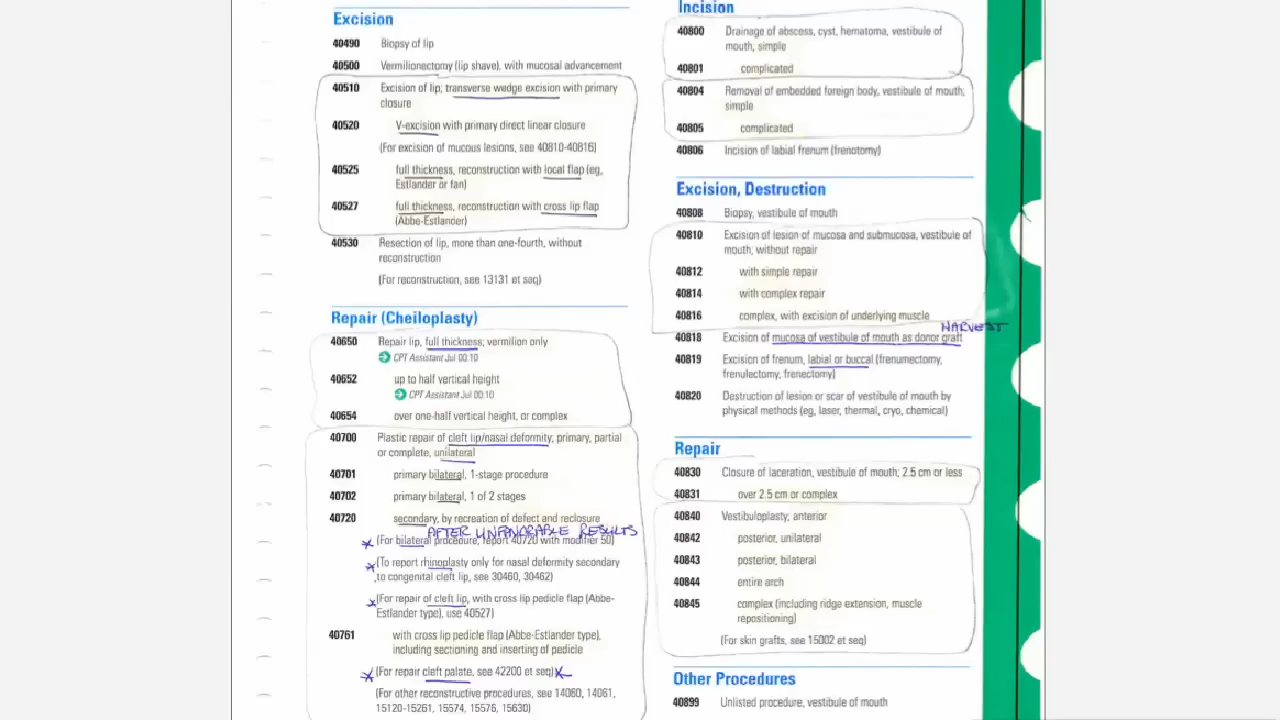 Excision
40490 Biopsy of lip
40500 Vermilionectomy (lip shave), with mucosal advancement
40510 Excision of lip; transverse wedge excision with primary
closure
40520 V-excision with primary direct linear closure
(For excision of mucous lesions, see 40810-40816)
40525 full thickness, reconstruction with local flap (eg,
Estlander or fan)
40527 full thickness, reconstruction with cross lip flap
(Abbe-Estlander)
40530 Resection of lip, more than one-fourth, without
reconstruction
(For reconstruction, see 13131 et seq)
Repair (Cheiloplasty)
40650 Repair lip, full thickness; vermilion only
CPT Assistant Jul 00:10
40652 up to half vertical height
CPT Assistant Jul 00:10
40654 over one-half vertical height, or complex
40700 Plastic repair of cleft lip/nasal deformity; primary, partial
or complete, unilateral
40701 primary bilateral, 1-stage procedure
40702 primary bilateral, 1 of 2 stages
40720 secondary, by recreation of defect and reclosure
AFTER UNFAVORABLE RESULTS
(For bilateral procedure, report 40720 with modifier 50)
(To report rhinoplasty only for nasal deformity secondary
to congenital cleft lip, see 30460, 30462)
(For repair of cleft lip, with cross lip pedicle flap (Abbe-
Estlander type), use 40527)
40761 with cross lip pedicle flap (Abbe-Estlander type),
including sectioning and inserting of pedicle
(For repair cleft palate, see 42200 et seq)
(For other reconstructive procedures, see 14060, 14061,
15120-15261, 15574, 15576, 15630)
Incision
40800 Drainage of abscess, cyst, hematoma, vestibule of
mouth; simple
40801 complicated
40804 Removal of embedded foreign body, vestibule of mouth;
simple
40805 complicated
40806 Incision of labial frenum (frenotomy)
Excision, Destruction
40808 Biopsy, vestibule of mouth
40810 Excision of lesion of mucosa and submucosa, vestibule of
mouth; without repair
40812 with simple repair
40814 with complex repair
40816 complex, with excision of underlying muscle
HARVEST
40818 Excision of mucosa of vestibule of mouth as donor graft
40819 Excision of frenum, labial or buccal (frenumectomy,
frenulectomy, frenectomy)
40820 Destruction of lesion or scar of vestibule of mouth by
physical methods (eg, laser, thermal, cryo, chemical)
Repair
40830 Closure of laceration, vestibule of mouth; 2.5 cm or less
40831 over 2.5 cm or complex
40840 Vestibuloplasty; anterior
40842 posterior, unilateral
40843 posterior, bilateral
40844 entire arch
40845 complex (including ridge extension, muscle
repositioning)
(For skin grafts, see 15002 et seq)
Other Procedures
40899 Unlisted procedure, vestibule of mouth